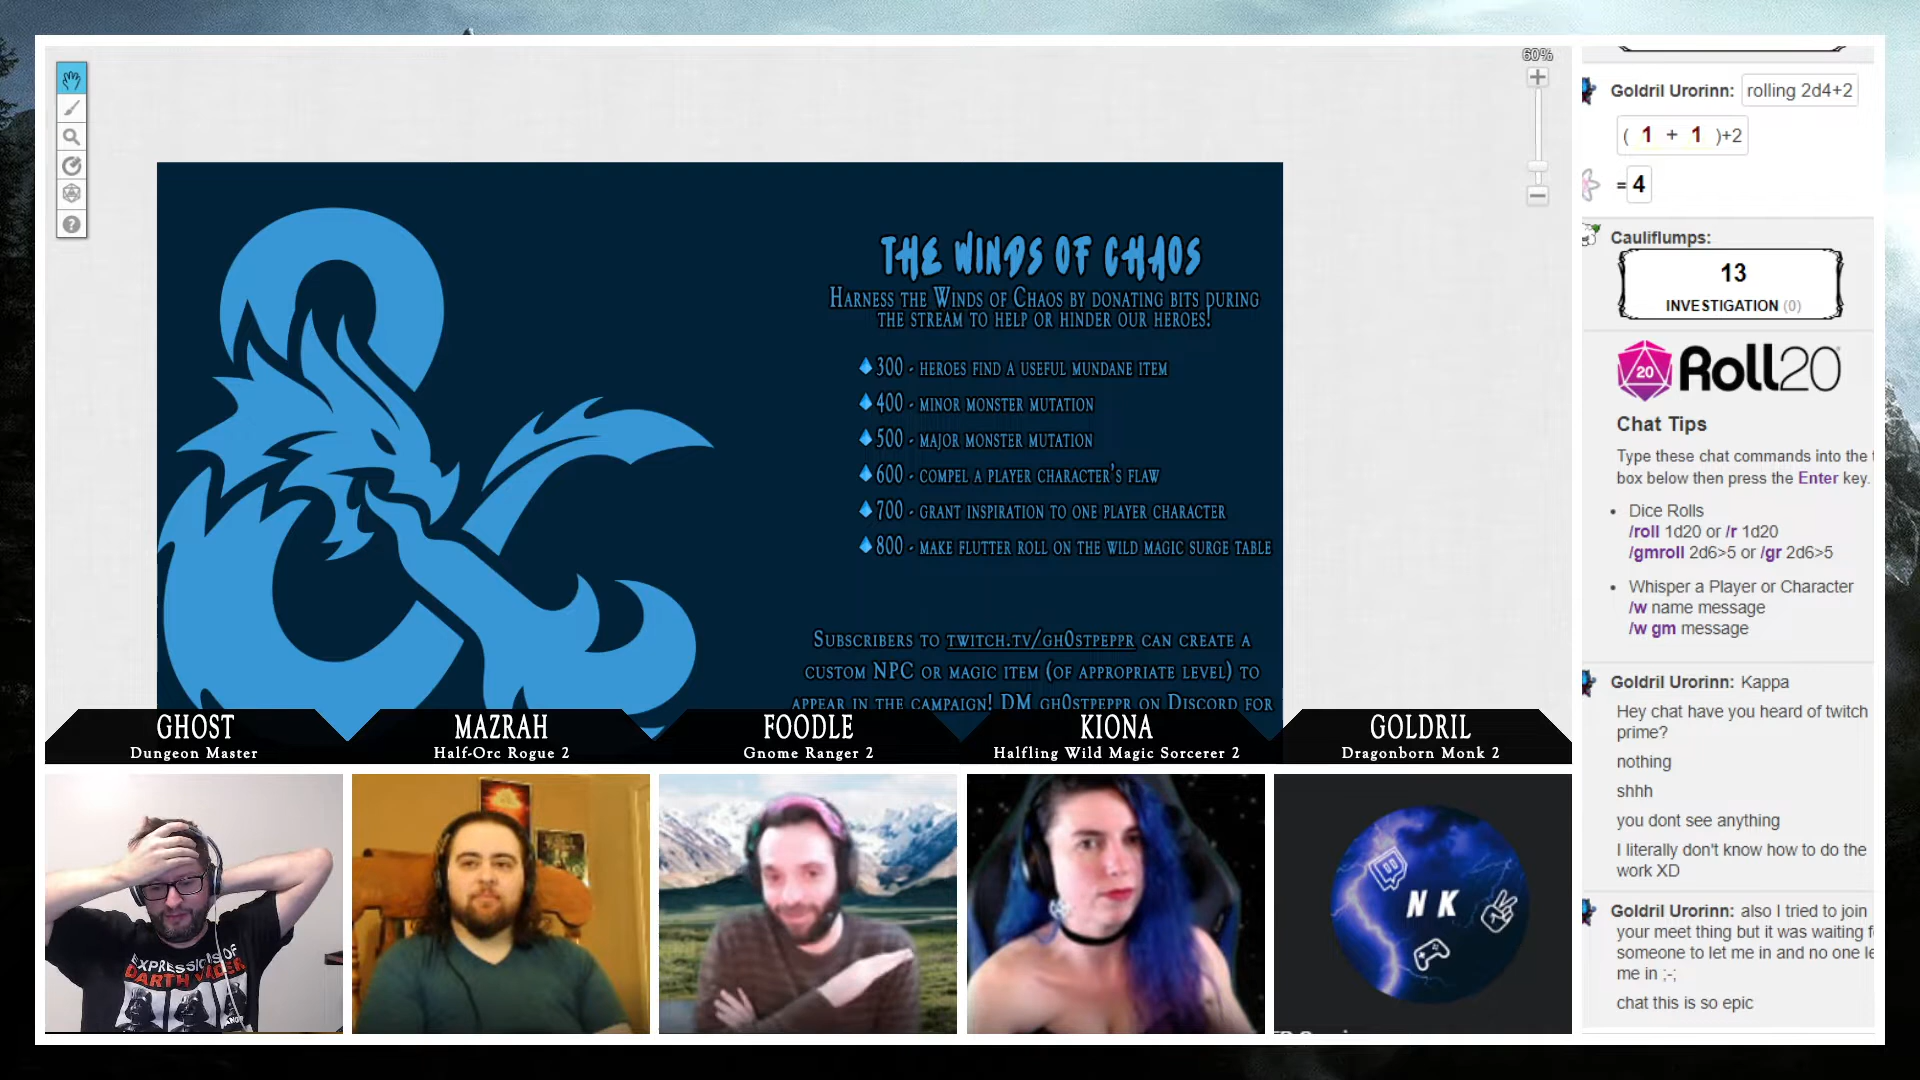 60%
THE WINDS OF CHAOS
HARNESS THE WINDS OF CHAOS BY DONATING BITS DURING
THE STREAM TO HELP OR HINDER OUR HEROES!
300 - HEROES FIND A USEFUL MUNDANE ITEM
400 - MINOR MONSTER MUTATION
500 - MAJOR MONSTER MUTATION
600 - COMPEL A PLAYER CHARACTER'S FLAW
700 - GRANT INSPIRATION TO ONE PLAYER CHARACTER
800 - MAKE FLUTTER ROLL ON THE WILD MAGIC SURGE TABLE
SUBSCRIBERS TO TWITCH.TV/GH0STPEPPR CAN CREATE A
CUSTOM NPC OR MAGIC ITEM (OF APPROPRIATE LEVEL) TO
APPEAR IN THE CAMPAIGN! DM GH0STPEPPR ON DISCORD FOR
GHOST
Dungeon Master
MAZRAH
Half-Orc Rogue 2
FOODLE
Gnome Ranger 2
KIONA
Halfling Wild Magic Sorcerer 2
GOLDRIL
Dragonborn Monk 2
EXPRESSIONS OF
DARTH VADER
N K
Goldril Urorinn: rolling 2d4+2
( 1 + 1 )+2
= 4
Cauliflumps:
13
INVESTIGATION (0)
20
Roll20
Chat Tips
Type these chat commands into the
box below then press the Enter key.
• Dice Rolls
/roll 1d20 or /r 1d20
/gmroll 2d6>5 or /gr 2d6>5
• Whisper a Player or Character
/w name message
/w gm message
Goldril Urorinn: Kappa
Hey chat have you heard of twitch
prime?
nothing
shhh
you dont see anything
I literally don't know how to do the
work XD
Goldril Urorinn: also I tried to join
your meet thing but it was waiting
someone to let me in and no one
me in ;-;
chat this is so epic